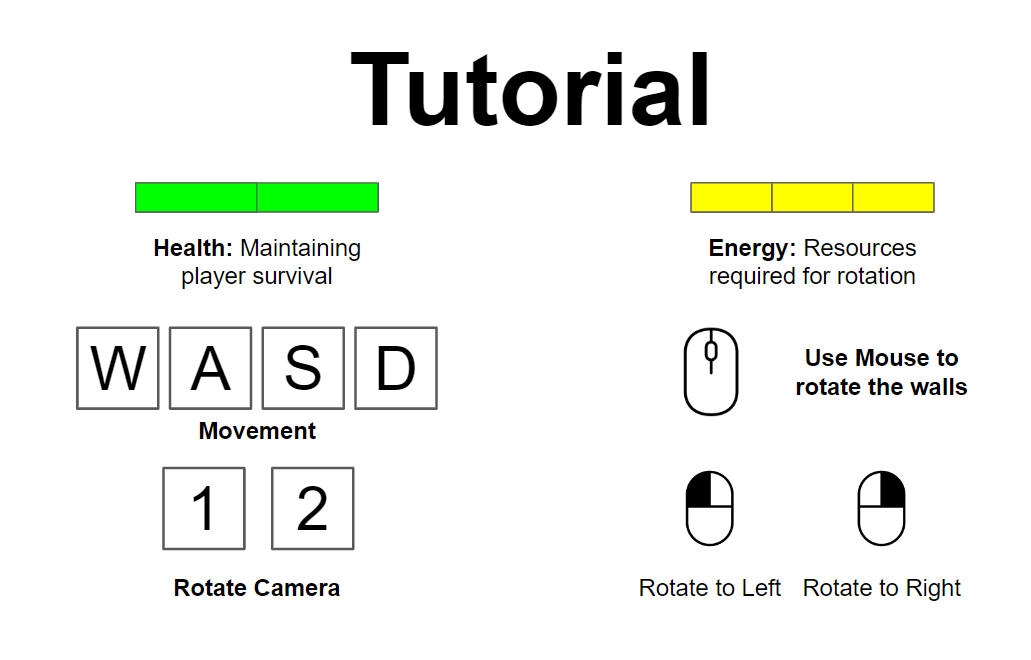 Tutorial
Health: Maintaining
player survival
Energy: Resources
required for rotation
W A S D
Movement
Use Mouse to
rotate the walls
1 2
Rotate Camera
Rotate to Left
Rotate to Right